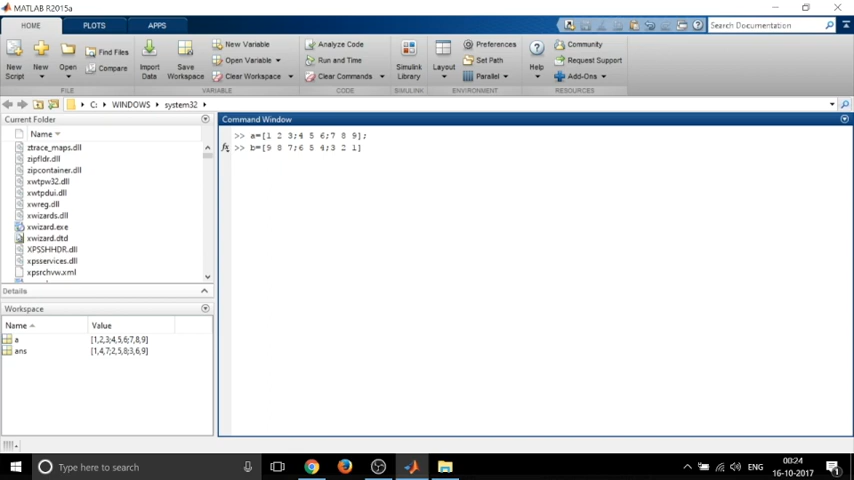 MATLAB R2015a
HOME PLOTS APPS Search Documentation
New Script New Open Find Files Compare Import Data Save Workspace New Variable Open Variable Clear Workspace Analyze Code Run and Time Clear Commands Simulink Library Layout Preferences Set Path Parallel Help Community Request Support Add-Ons
FILE VARIABLE CODE SIMULINK ENVIRONMENT RESOURCES
C: WINDOWS system32
Current Folder
Name
ztrace_maps.dll
zipfldr.dll
zipcontainer.dll
xwtpw32.dll
xwtpdui.dll
xwreg.dll
xwizards.dll
xwizard.exe
xwizard.dtd
XPSSHHDR.dll
xpsservices.dll
xpsrchvw.xml
Details
Workspace
Name Value
a [1,2,3;4,5,6;7,8,9]
ans [1,4,7;2,5,8;3,6,9]
Command Window
>> a=[1 2 3;4 5 6;7 8 9];
fx >> b=[9 8 7;6 5 4;3 2 1]
Type here to search
ENG
00:24
16-10-2017
1